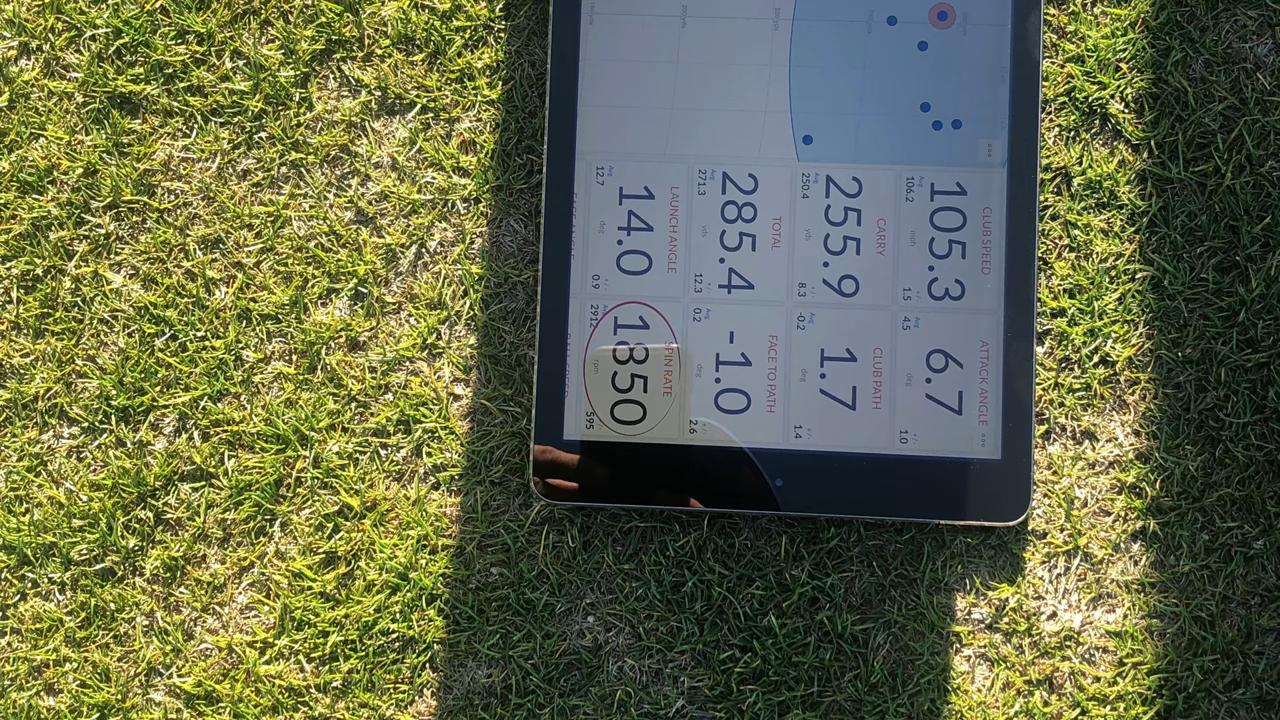 CLUB SPEED
105.3
Avg
106.2
mph
+/-
1.5
ATTACK ANGLE
6.7
Avg
4.5
deg
+/-
1.0
CARRY
255.9
Avg
250.4
yds
+/-
8.3
CLUB PATH
1.7
Avg
-0.2
deg
+/-
1.4
TOTAL
285.4
Avg
271.3
yds
+/-
12.3
FACE TO PATH
-1.0
Avg
0.2
deg
+/-
2.6
LAUNCH ANGLE
14.0
Avg
12.7
deg
+/-
0.9
SPIN RATE
1850
2912
rpm
595